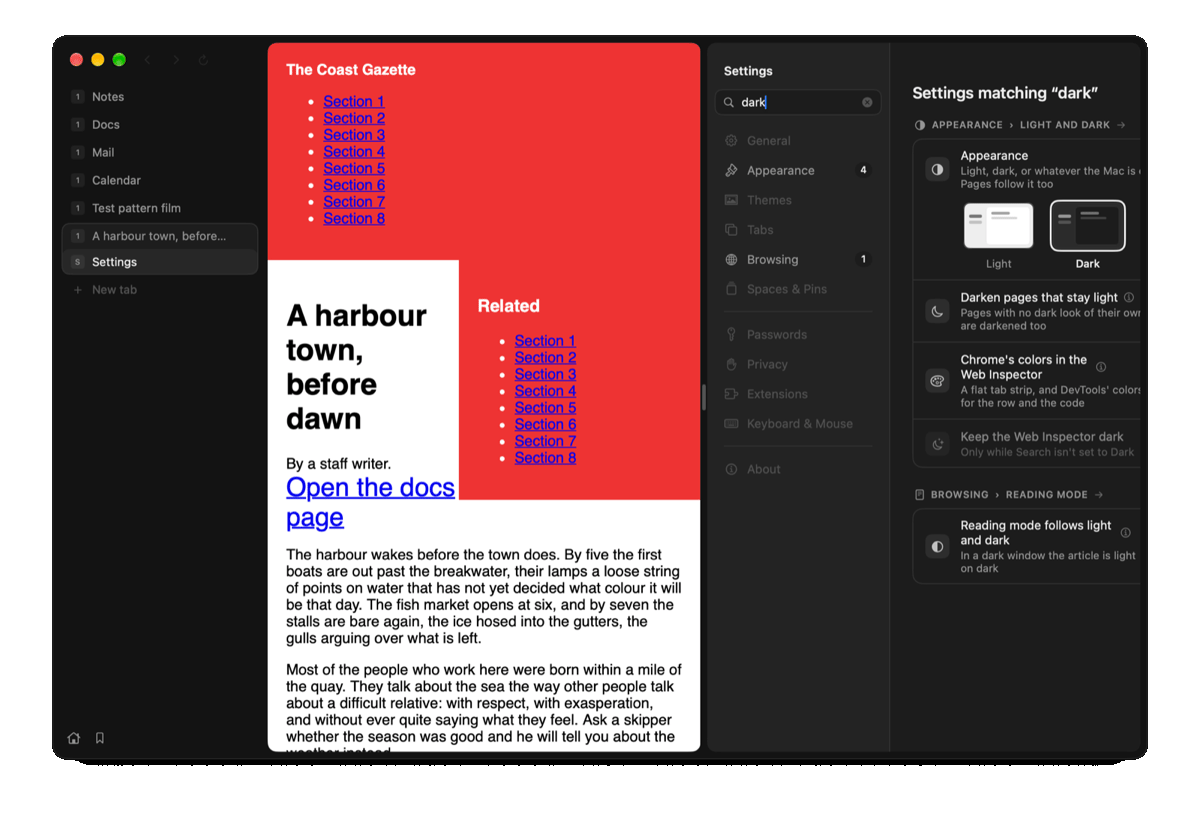 1 Notes
1 Docs
1 Mail
1 Calendar
1 Test pattern film
1 A harbour town, before...
S Settings
+ New tab
The Coast Gazette
• Section 1
• Section 2
• Section 3
• Section 4
• Section 5
• Section 6
• Section 7
• Section 8
A harbour
town,
before
dawn
By a staff writer.
Open the docs
page
Related
• Section 1
• Section 2
• Section 3
• Section 4
• Section 5
• Section 6
• Section 7
• Section 8
The harbour wakes before the town does. By five the first
boats are out past the breakwater, their lamps a loose string
of points on water that has not yet decided what colour it will
be that day. The fish market opens at six, and by seven the
stalls are bare again, the ice hosed into the gutters, the
gulls arguing over what is left.
Most of the people who work here were born within a mile of
the quay. They talk about the sea the way other people talk
about a difficult relative: with respect, with exasperation,
and without ever quite saying what they feel. Ask a skipper
whether the season was good and he will tell you about the
weather instead.
Settings
dark
General
Appearance 4
Themes
Tabs
Browsing 1
Spaces & Pins
Passwords
Privacy
Extensions
Keyboard & Mouse
About
Settings matching “dark”
APPEARANCE › LIGHT AND DARK →
Appearance
Light, dark, or whatever the Mac is
Pages follow it too
Light Dark
Darken pages that stay light
Pages with no dark look of their own
are darkened too
Chrome's colors in the
Web Inspector
A flat tab strip, and DevTools' colors
for the row and the code
Keep the Web Inspector dark
Only while Search isn't set to Dark
BROWSING › READING MODE →
Reading mode follows light
and dark
In a dark window the article is light
on dark